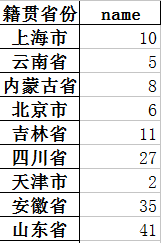 籍贯省份 name
上海市 10
云南省 5
内蒙古省 8
北京市 6
吉林省 11
四川省 27
天津市 2
安徽省 35
山东省 41